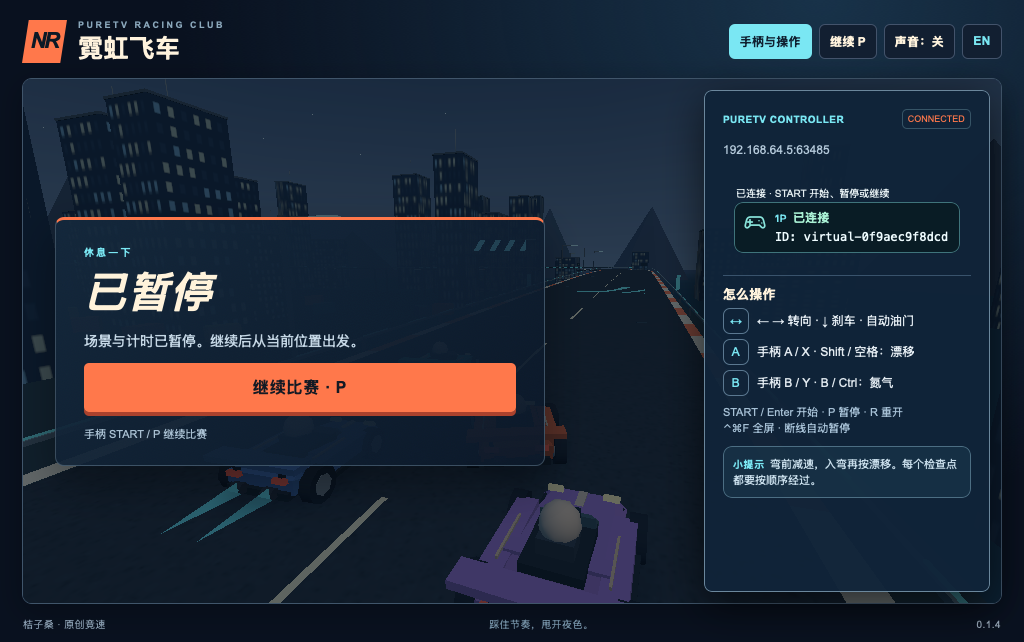 NR
PURETV RACING CLUB
霓虹飞车
手柄与操作
继续 P
声音：关
EN
PURETV CONTROLLER
CONNECTED
192.168.64.5:63485
已连接 · START 开始、暂停或继续
1P 已连接
ID: virtual-0f9aec9f8dcd
休息一下
已暂停
场景与计时已暂停。继续后从当前位置出发。
继续比赛 · P
手柄 START / P 继续比赛
怎么操作
↔ ← → 转向 · ↓ 刹车 · 自动油门
A 手柄 A / X · Shift / 空格：漂移
B 手柄 B / Y · B / Ctrl：氮气
START / Enter 开始 · P 暂停 · R 重开
⌃⌘F 全屏 · 断线自动暂停
小提示 弯前减速，入弯再按漂移。每个检查点
都要按顺序经过。
桔子桑 · 原创竞速
踩住节奏，甩开夜色。
0.1.4